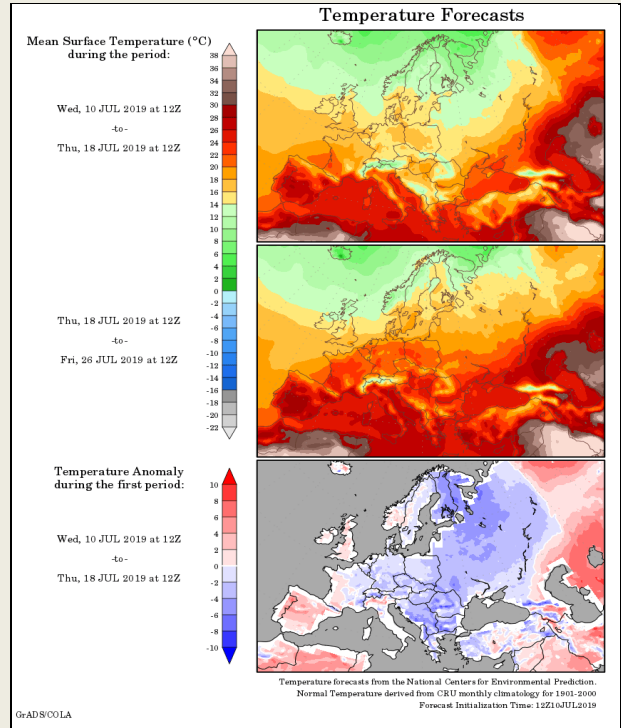 Temperature Forecasts
Mean Surface Temperature (°C)
during the period:
Wed, 10 JUL 2019 at 12Z
-to-
Thu, 18 JUL 2019 at 12Z
38
36
34
32
30
28
26
24
22
20
18
16
14
12
10
8
6
4
2
0
-2
-4
-6
-8
-10
-12
-14
-16
-18
-20
-22
Thu, 18 JUL 2019 at 12Z
-to-
Fri, 26 JUL 2019 at 12Z
Temperature Anomaly
during the first period:
Wed, 10 JUL 2019 at 12Z
-to-
Thu, 18 JUL 2019 at 12Z
10
8
6
4
2
0
-2
-4
-6
-8
-10
Temperature forecasts from the National Centers for Environmental Prediction.
Normal Temperature derived from CRU monthly climatology for 1901-2000
Forecast Initialization Time: 12Z10JUL2019
GrADS/COLA